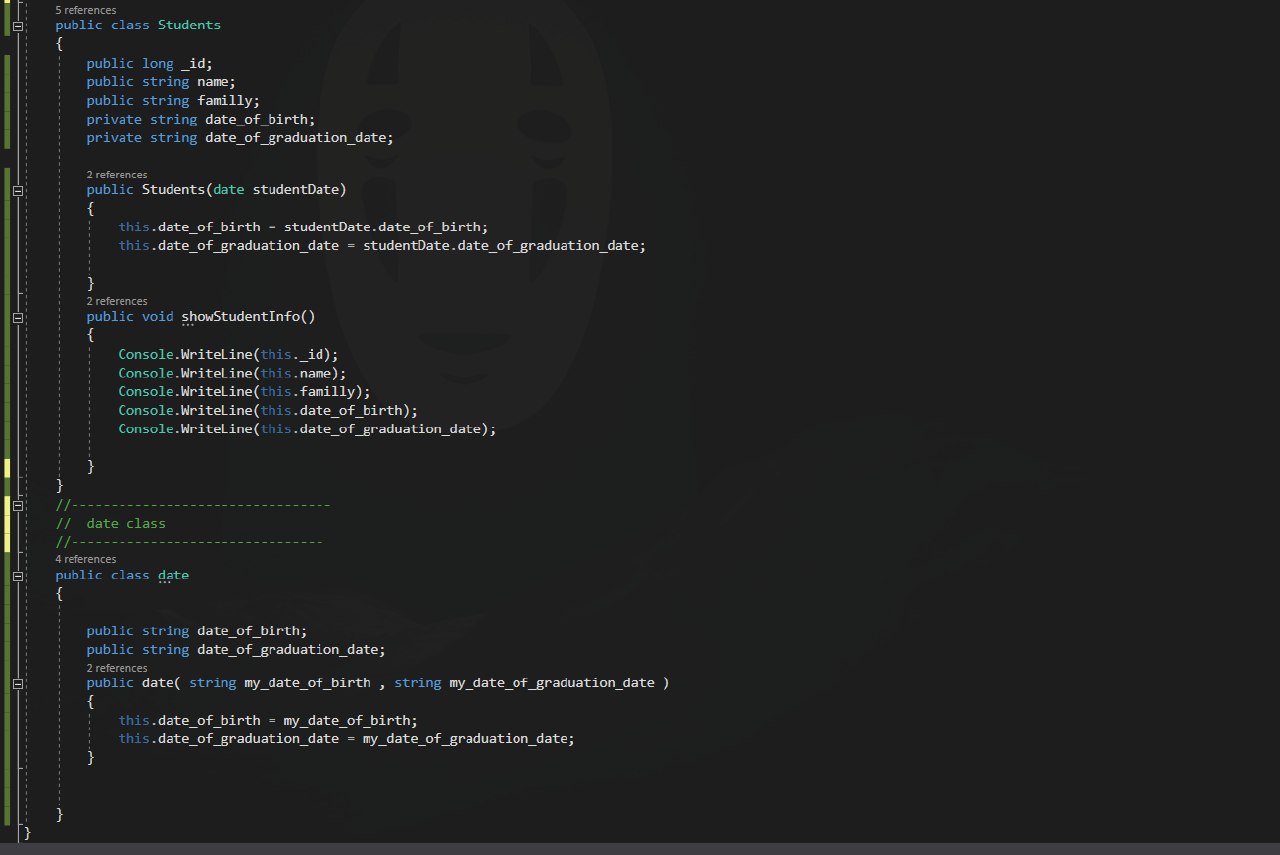 5 references
public class Students
{
public long _id;
public string name;
public string familly;
private string date_of_birth;
private string date_of_graduation_date;
2 references
public Students(date studentDate)
{
this.date_of_birth - studentDate.date_of_birth;
this.date_of_graduation_date = studentDate.date_of_graduation_date;
}
2 references
public void showStudentInfo()
{
Console.WriteLine(this._id);
Console.WriteLine(this.name);
Console.WriteLine(this.familly);
Console.WriteLine(this.date_of_birth);
Console.WriteLine(this.date_of_graduation_date);
}
}
//---------------------------------
//  date class
//--------------------------------
4 references
public class date
{
public string date_of_birth;
public string date_of_graduation_date;
2 references
public date( string my_date_of_birth , string my_date_of_graduation_date )
{
this.date_of_birth = my_date_of_birth;
this.date_of_graduation_date = my_date_of_graduation_date;
}
}
}